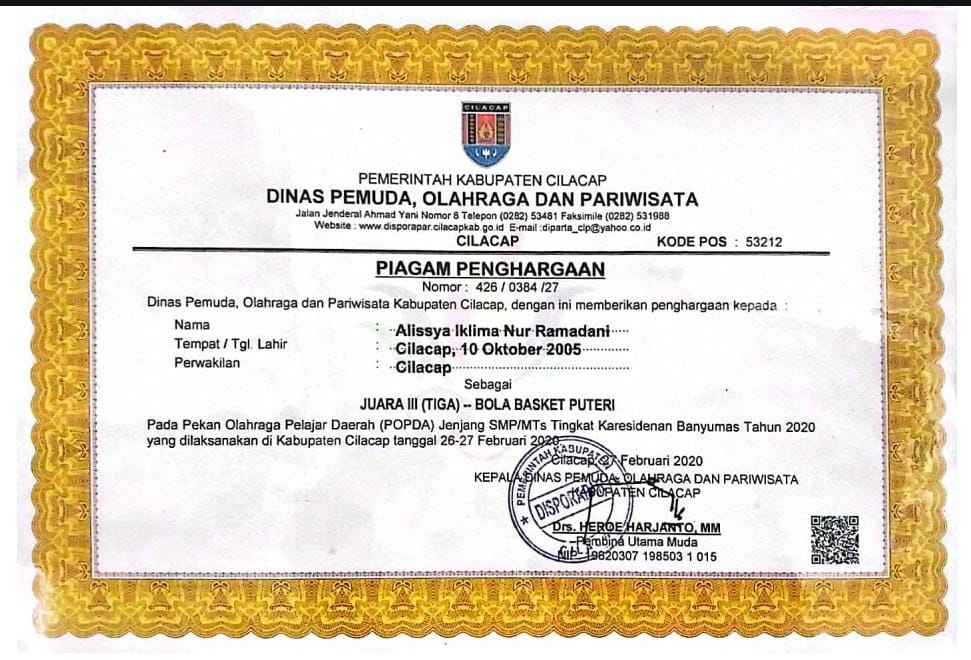 CILACAP
PEMERINTAH KABUPATEN CILACAP
DINAS PEMUDA, OLAHRAGA DAN PARIWISATA
Jalan Jenderal Ahmad Yani Nomor 8 Telepon (0282) 53481 Faksimile (0282) 531988
Website : www.disporapar.cilacapkab.go.id E-mail :diparta_clp@yahoo.co.id
CILACAP KODE POS : 53212
PIAGAM PENGHARGAAN
Nomor : 426 / 0384 /27
Dinas Pemuda, Olahraga dan Pariwisata Kabupaten Cilacap, dengan ini memberikan penghargaan kepada :
Nama : Alissya Iklima Nur Ramadani
Tempat / Tgl. Lahir : Cilacap, 10 Oktober 2005
Perwakilan : Cilacap
Sebagai
JUARA III (TIGA) – BOLA BASKET PUTERI
Pada Pekan Olahraga Pelajar Daerah (POPDA) Jenjang SMP/MTs Tingkat Karesidenan Banyumas Tahun 2020
yang dilaksanakan di Kabupaten Cilacap tanggal 26-27 Februari 2020
Cilacap, 27 Februari 2020
KEPALA DINAS PEMUDA, OLAHRAGA DAN PARIWISATA
KABUPATEN CILACAP
PEMERINTAH KABUPATEN
Drs. HEROE HARJANTO, MM
Pembina Utama Muda
19620307 198503 1 015